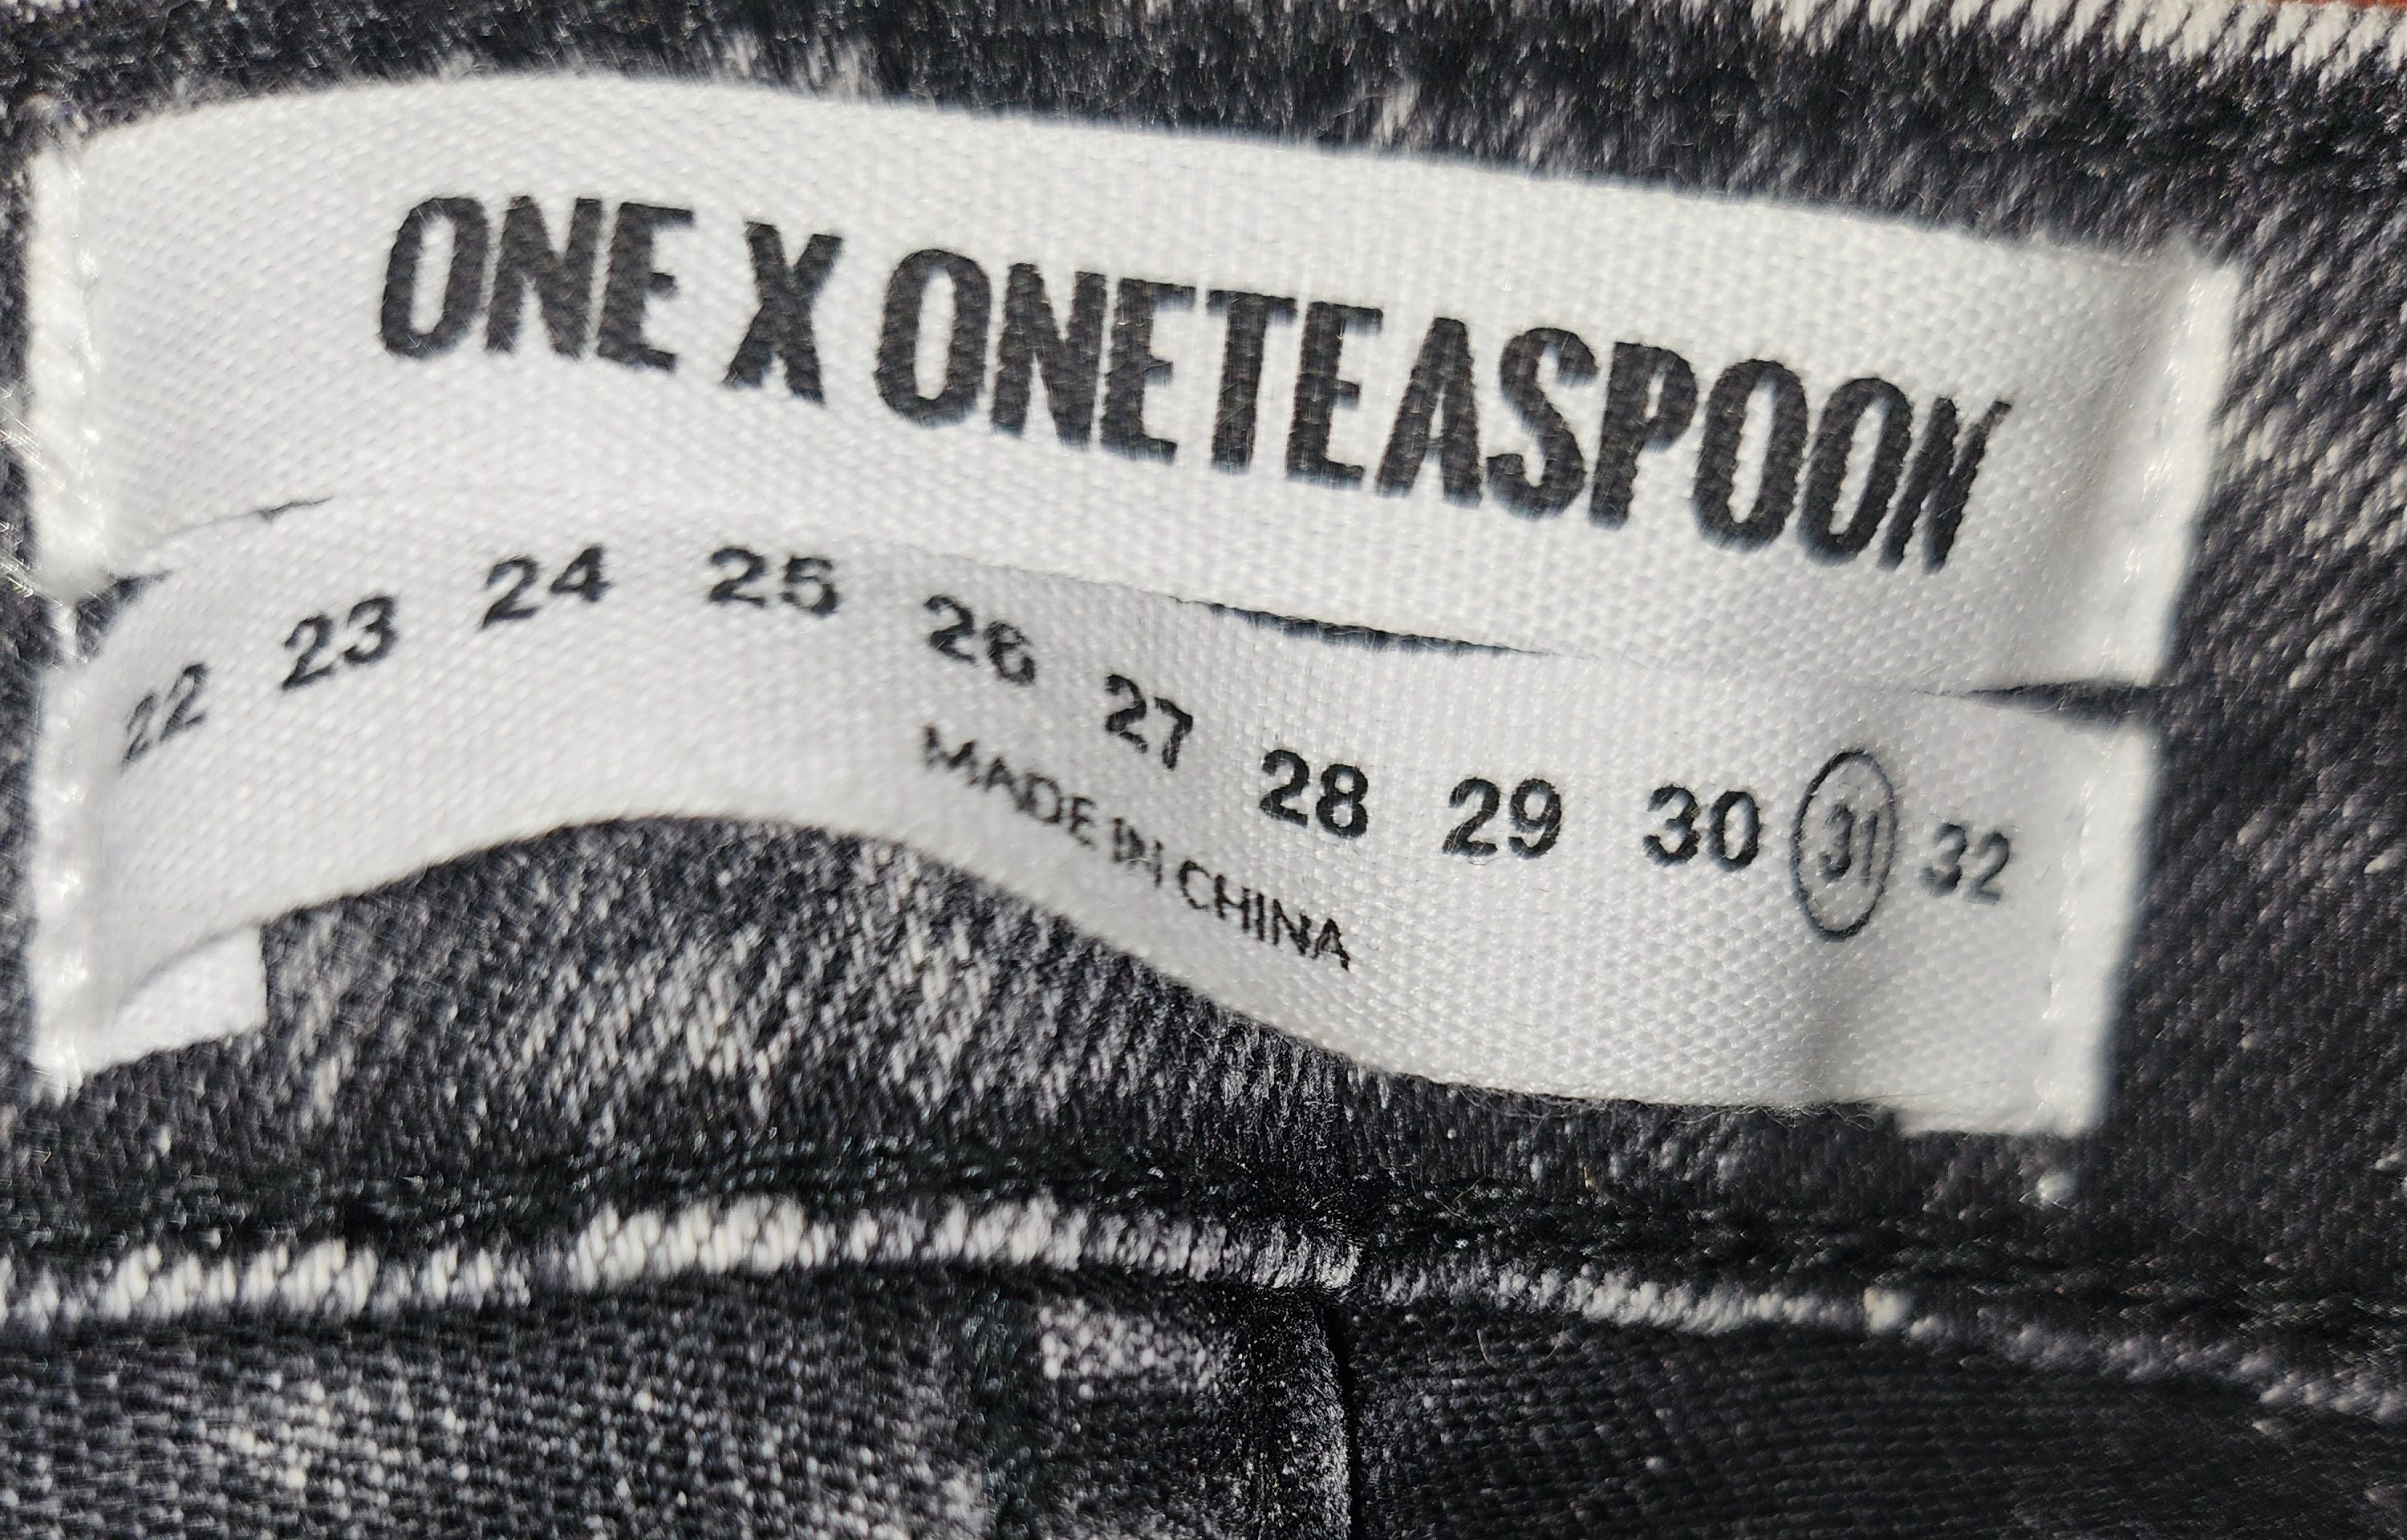 ONE X ONETEASPOON
22 23 24 25 26 27 28 29 30 31 32
MADE IN CHINA